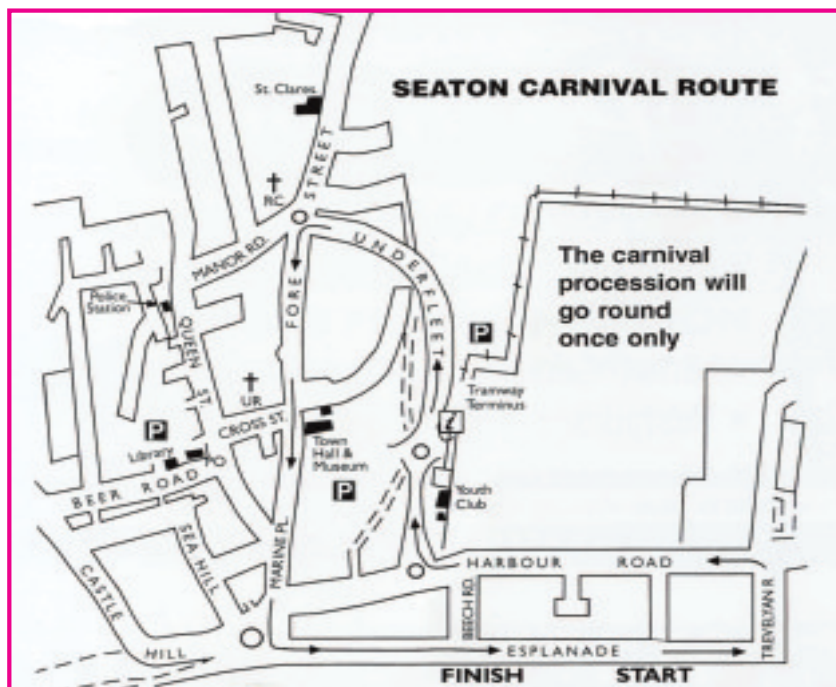 SEATON CARNIVAL ROUTE
St. Clares
STREET
RC
MANOR RD.
UNDERFLEET
The carnival
procession will
go round
once only
Police
Station
FORE
QUEEN
ST.
P
Tramway
Terminus
UR
CROSS ST.
i
P
Library
Town
Hall &
Museum
P
BEER ROAD
Youth
Club
SEA HILL
MARINE PL.
HARBOUR ROAD
CASTLE
HILL
BEECH RD.
TREVELYAN R
ESPLANADE
FINISH START